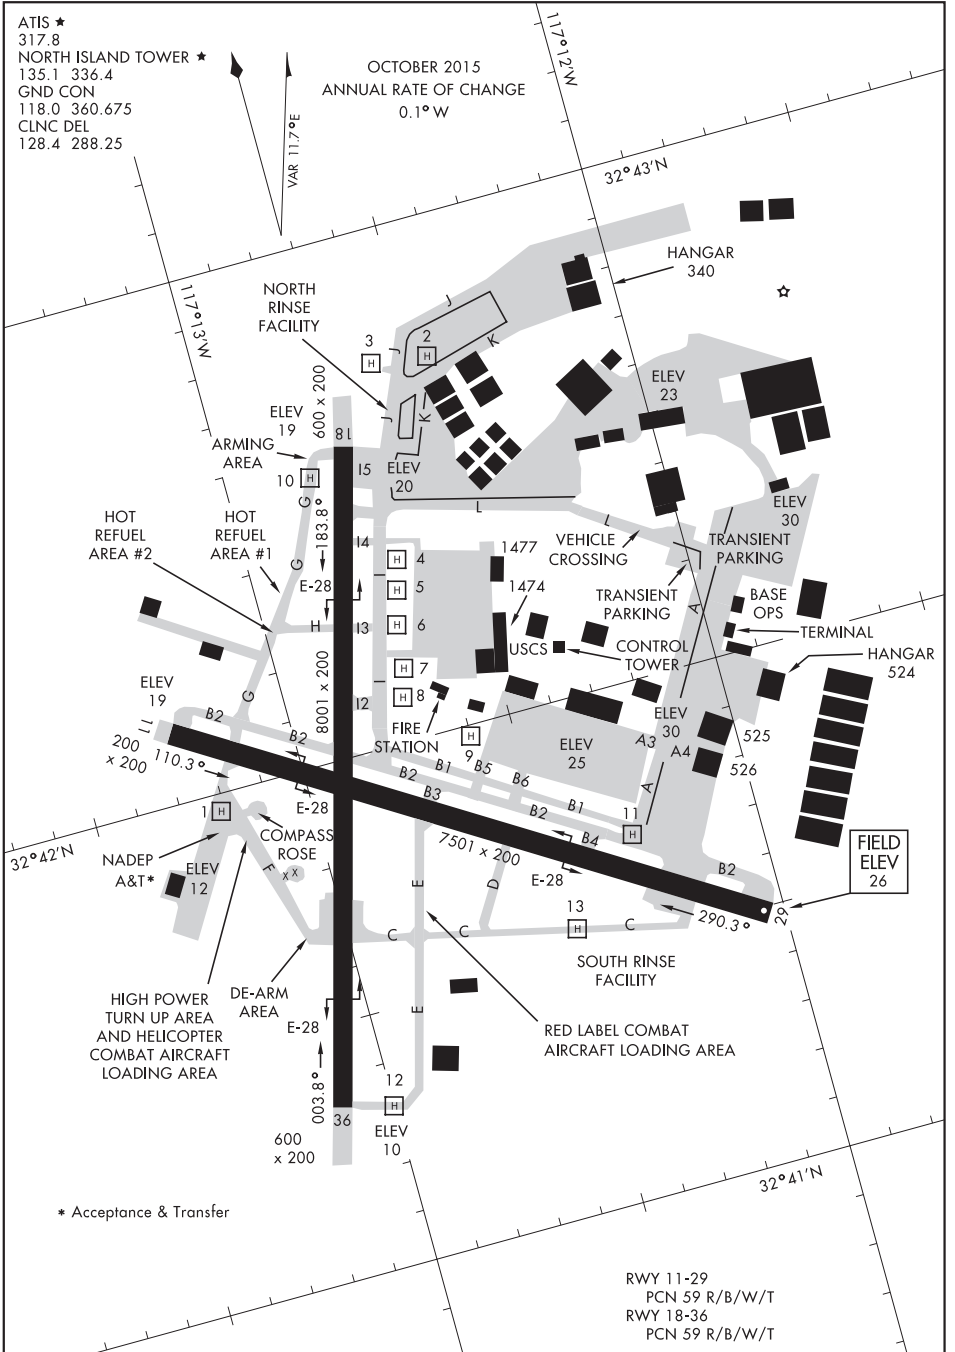 ATIS ★
317.8
NORTH ISLAND TOWER ★
135.1 336.4
GND CON
118.0 360.675
CLNC DEL
128.4 288.25
VAR 11.7°E
OCTOBER 2015
ANNUAL RATE OF CHANGE
0.1° W
117°12'W
32°43'N
117°13'W
HANGAR
340
NORTH
RINSE
FACILITY
J
K
3
H
2
H
J
J
K
600 x 200
ELEV
19
18
ARMING
AREA
10 H
G
I5
ELEV
20
ELEV
23
ELEV
30
L
L
HOT
REFUEL
AREA #2
HOT
REFUEL
AREA #1
G
183.8°
E-28
H
I4
I3
I2
H 4
H 5
H 6
H 7
H 8
1477
1474
VEHICLE
CROSSING
TRANSIENT
PARKING
TRANSIENT
PARKING
A
BASE
OPS
TERMINAL
USCS
CONTROL
TOWER
HANGAR
524
525
526
ELEV
19
G
B2
B2
8001 x 200
11
200
x 200
110.3°
E-28
FIRE
STATION
H
9
ELEV
25
ELEV
30
A3
A4
A
B1
B5
B6
B2
B3
B2
B1
B4
11
H
B2
FIELD
ELEV
26
32°42'N
1 H
NADEP
A&T*
ELEV
12
COMPASS
ROSE
F
x x
7501 x 200
E-28
E
D
290.3°
29
13
H
C
C
C
SOUTH RINSE
FACILITY
HIGH POWER
TURN UP AREA
AND HELICOPTER
COMBAT AIRCRAFT
LOADING AREA
DE-ARM
AREA
E-28
E
RED LABEL COMBAT
AIRCRAFT LOADING AREA
003.8°
12
H
36
ELEV
10
600
x 200
32°41'N
* Acceptance & Transfer
RWY 11-29
PCN 59 R/B/W/T
RWY 18-36
PCN 59 R/B/W/T